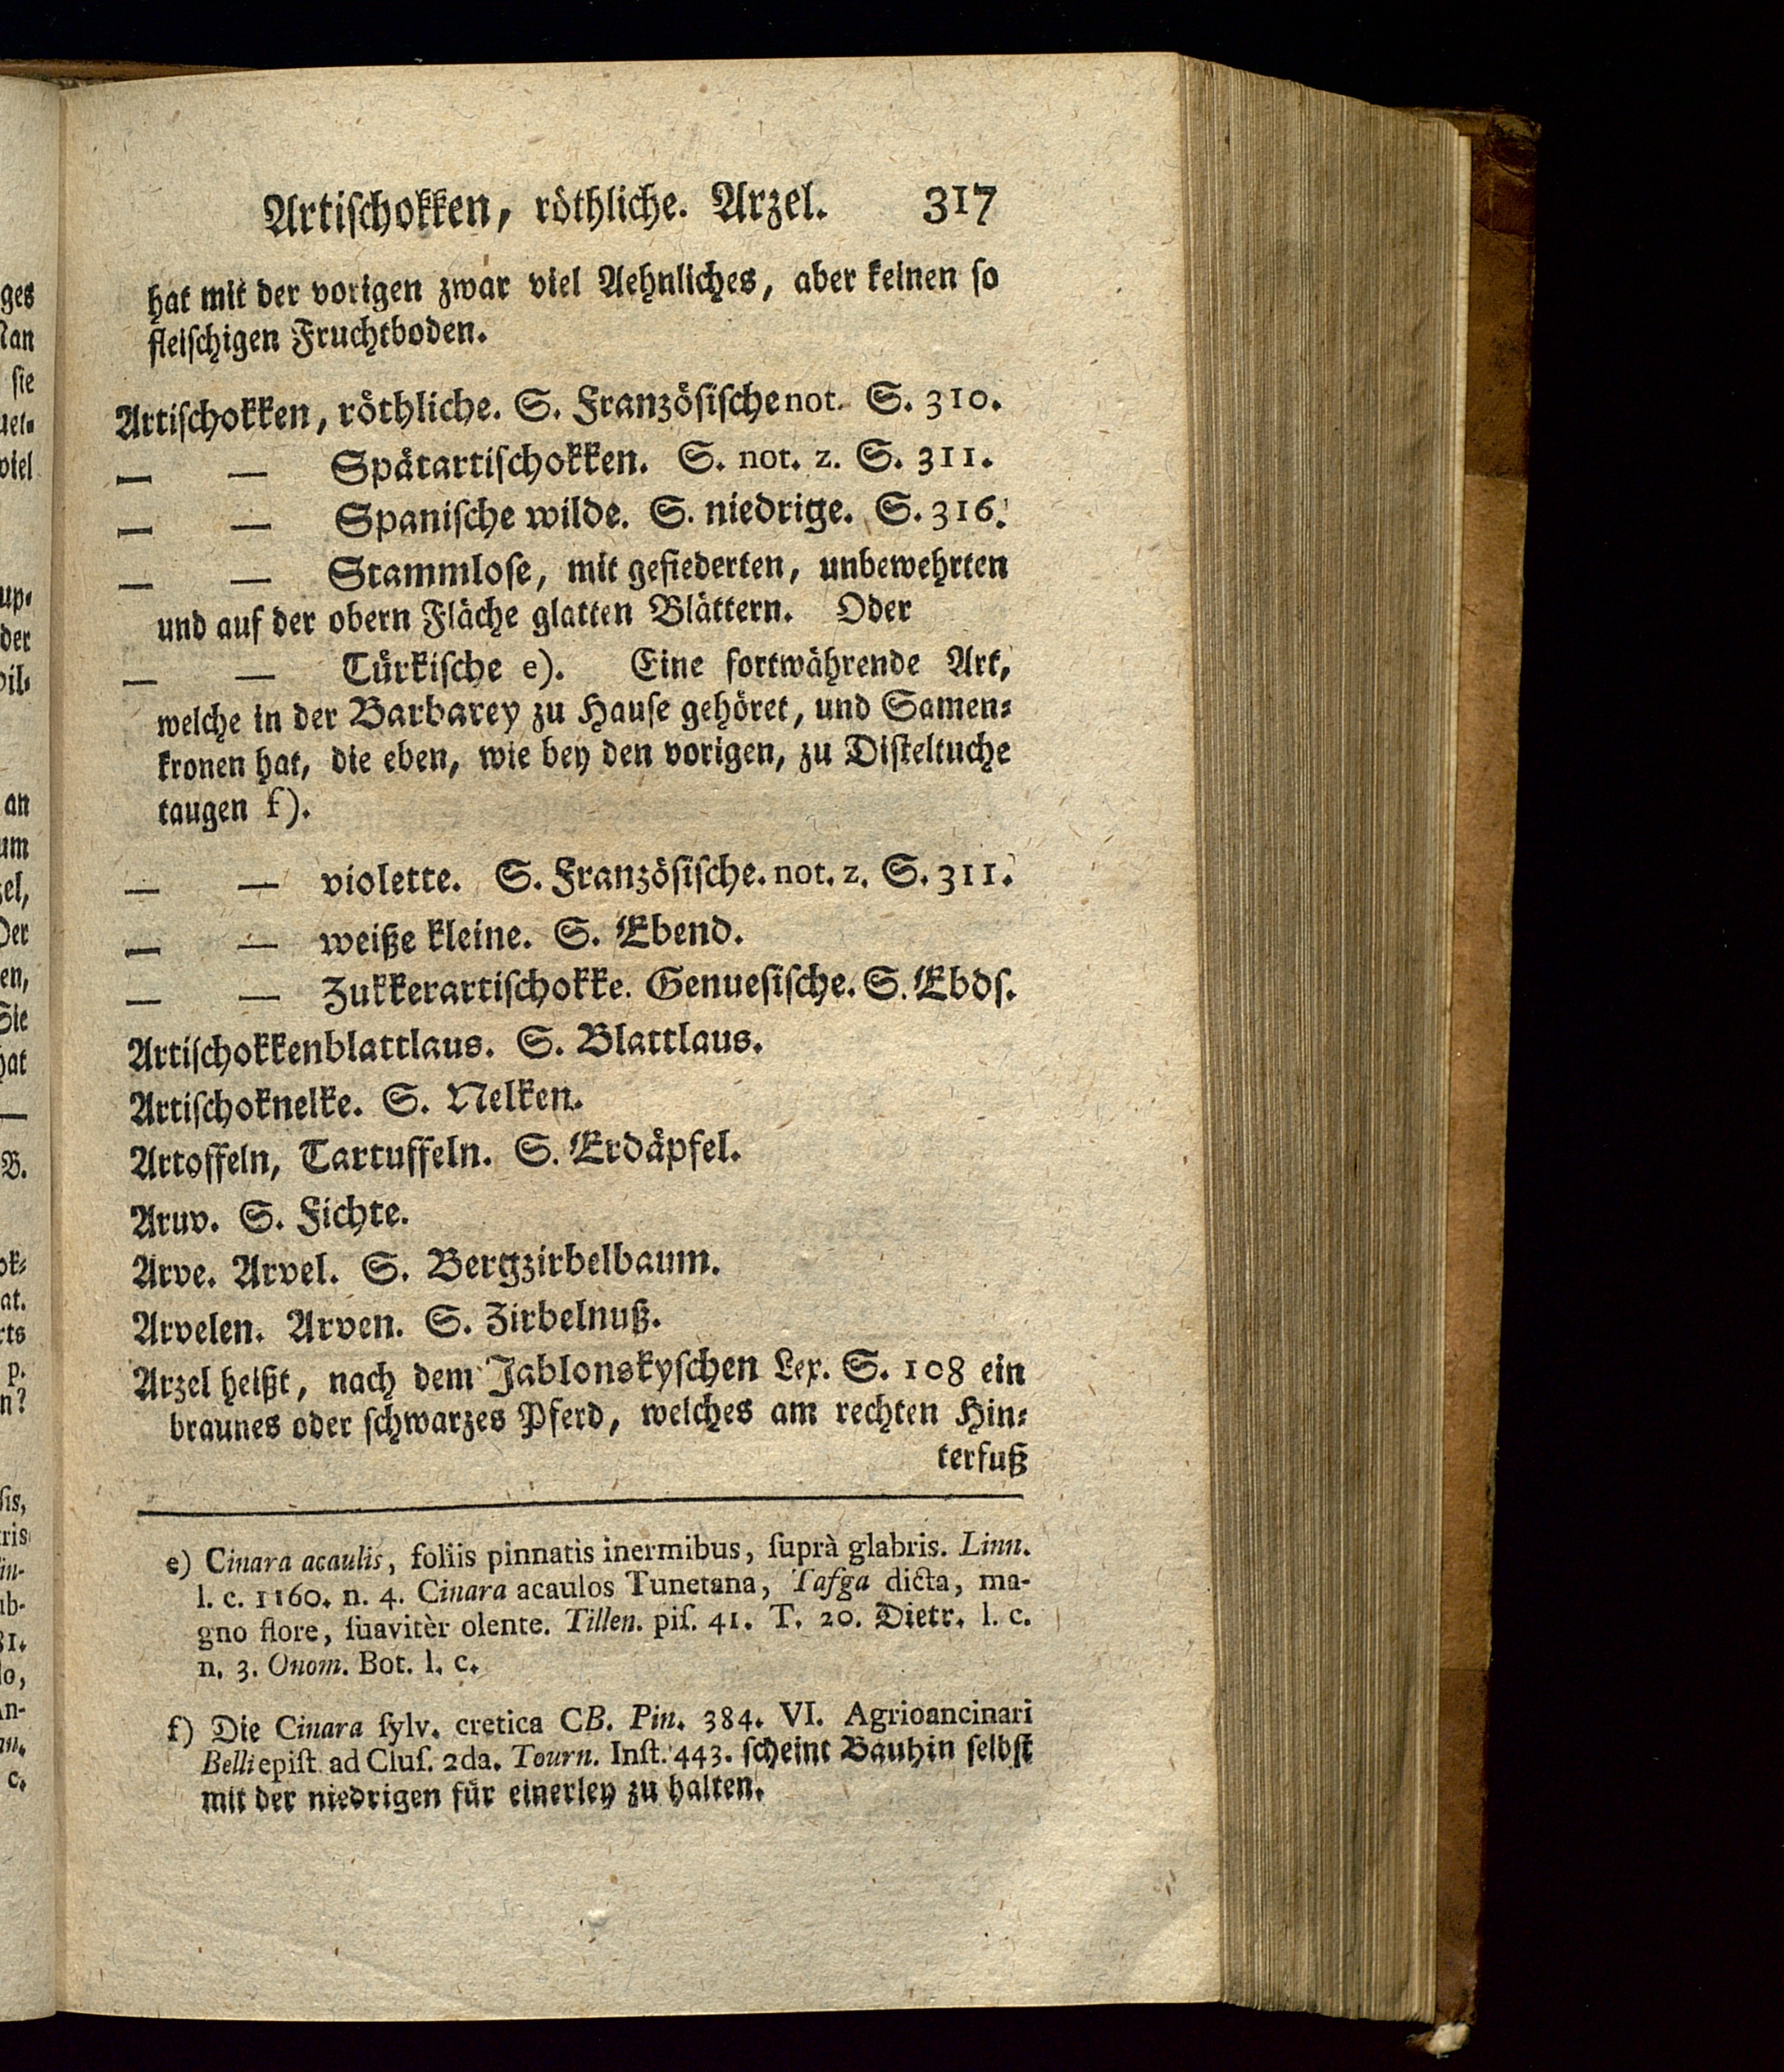 Artiſchokken, röthliche. Arzel. 317
hat mit der vorigen zwar viel Aehnliches, aber keinen ſo
fleiſchigen Fruchtboden.
Artiſchokken, röthliche. S. Franzöſiſche not. S. 310.
— — Spätartiſchokken. S. not. z. S. 311.
— — Spaniſche wilde. S. niedrige. S. 316.
— — Stammloſe, mit gefiederten, unbewehrten
und auf der obern Fläche glatten Blättern. Oder
— — Türkiſche e). Eine fortwährende Art,
welche in der Barbarey zu Hauſe gehöret, und Samen⸗
kronen hat, die eben, wie bey den vorigen, zu Diſteltuche
taugen f).
— — violette. S. Franzöſiſche. not. z. S. 311.
— — weiße kleine. S. Ebend.
— — Zukkerartiſchokke. Genueſiſche. S. Ebdſ.
Artiſchokkenblattlaus. S. Blattlaus.
Artiſchoknelke. S. Nelken.
Artoffeln, Tartuffeln. S. Erdäpfel.
Aruv. S. Fichte.
Arve. Arvel. S. Bergzirbelbaum.
Arvelen. Arven. S. Zirbelnuß.
Arzel heißt, nach dem Jablonskyſchen Lex. S. 108 ein
braunes oder ſchwarzes Pferd, welches am rechten Hin⸗
terfuß
e) Cinara acaulis, foliis pinnatis inermibus, ſuprà glabris. Linn.
l. c. 1160. n. 4. Cinara acaulos Tunetana, Tafga dicta, ma-
gno flore, ſuavitèr olente. Tillen. piſ. 41. T. 20. Dietr. l. c.
n. 3. Onom. Bot. l. c.
f) Die Cinara ſylv. cretica CB. Pin. 384. VI. Agrioancinari
Belli epiſt. ad Cluſ. 2da. Tourn. Inſt. 443. ſcheint Bauhin ſelbſt
mit der niedrigen für einerley zu halten.